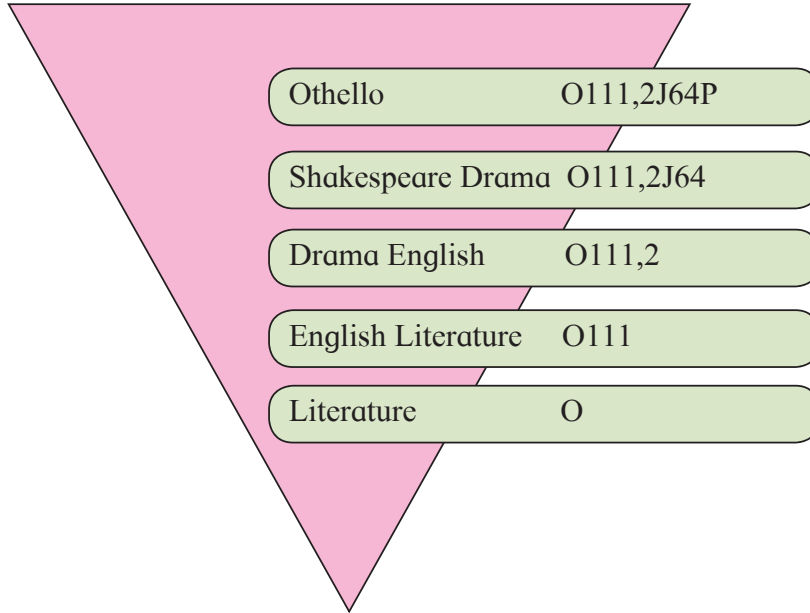 Othello O111,2J64P
Shakespeare Drama O111,2J64
Drama English O111,2
English Literature O111
Literature O